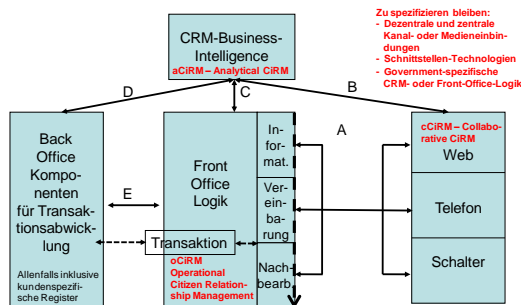 Zu spezifizieren bleiben:
- Dezentrale und zentrale
Kanal- oder Medieneinbin-
dungen
- Schnittstellen-Technologien
- Government-spezifische
CRM- oder Front-Office-Logik
CRM-Business-
Intelligence
aCiRM – Analytical CiRM
D
C
B
A
E
Back
Office
Kompo-
nenten
für Transak-
tionsabwick-
lung
Allenfalls inklusive
kundenspezifi-
sche Register
Front
Office
Logik
Transaktion
oCiRM
Operational
Citizen Relation-
ship Management
In-
for-
mat.
Ver-
ein-
ba-
rung
Nach-
bearb.
cCiRM – Collabo-
rative CiRM
Web
Telefon
Schalter